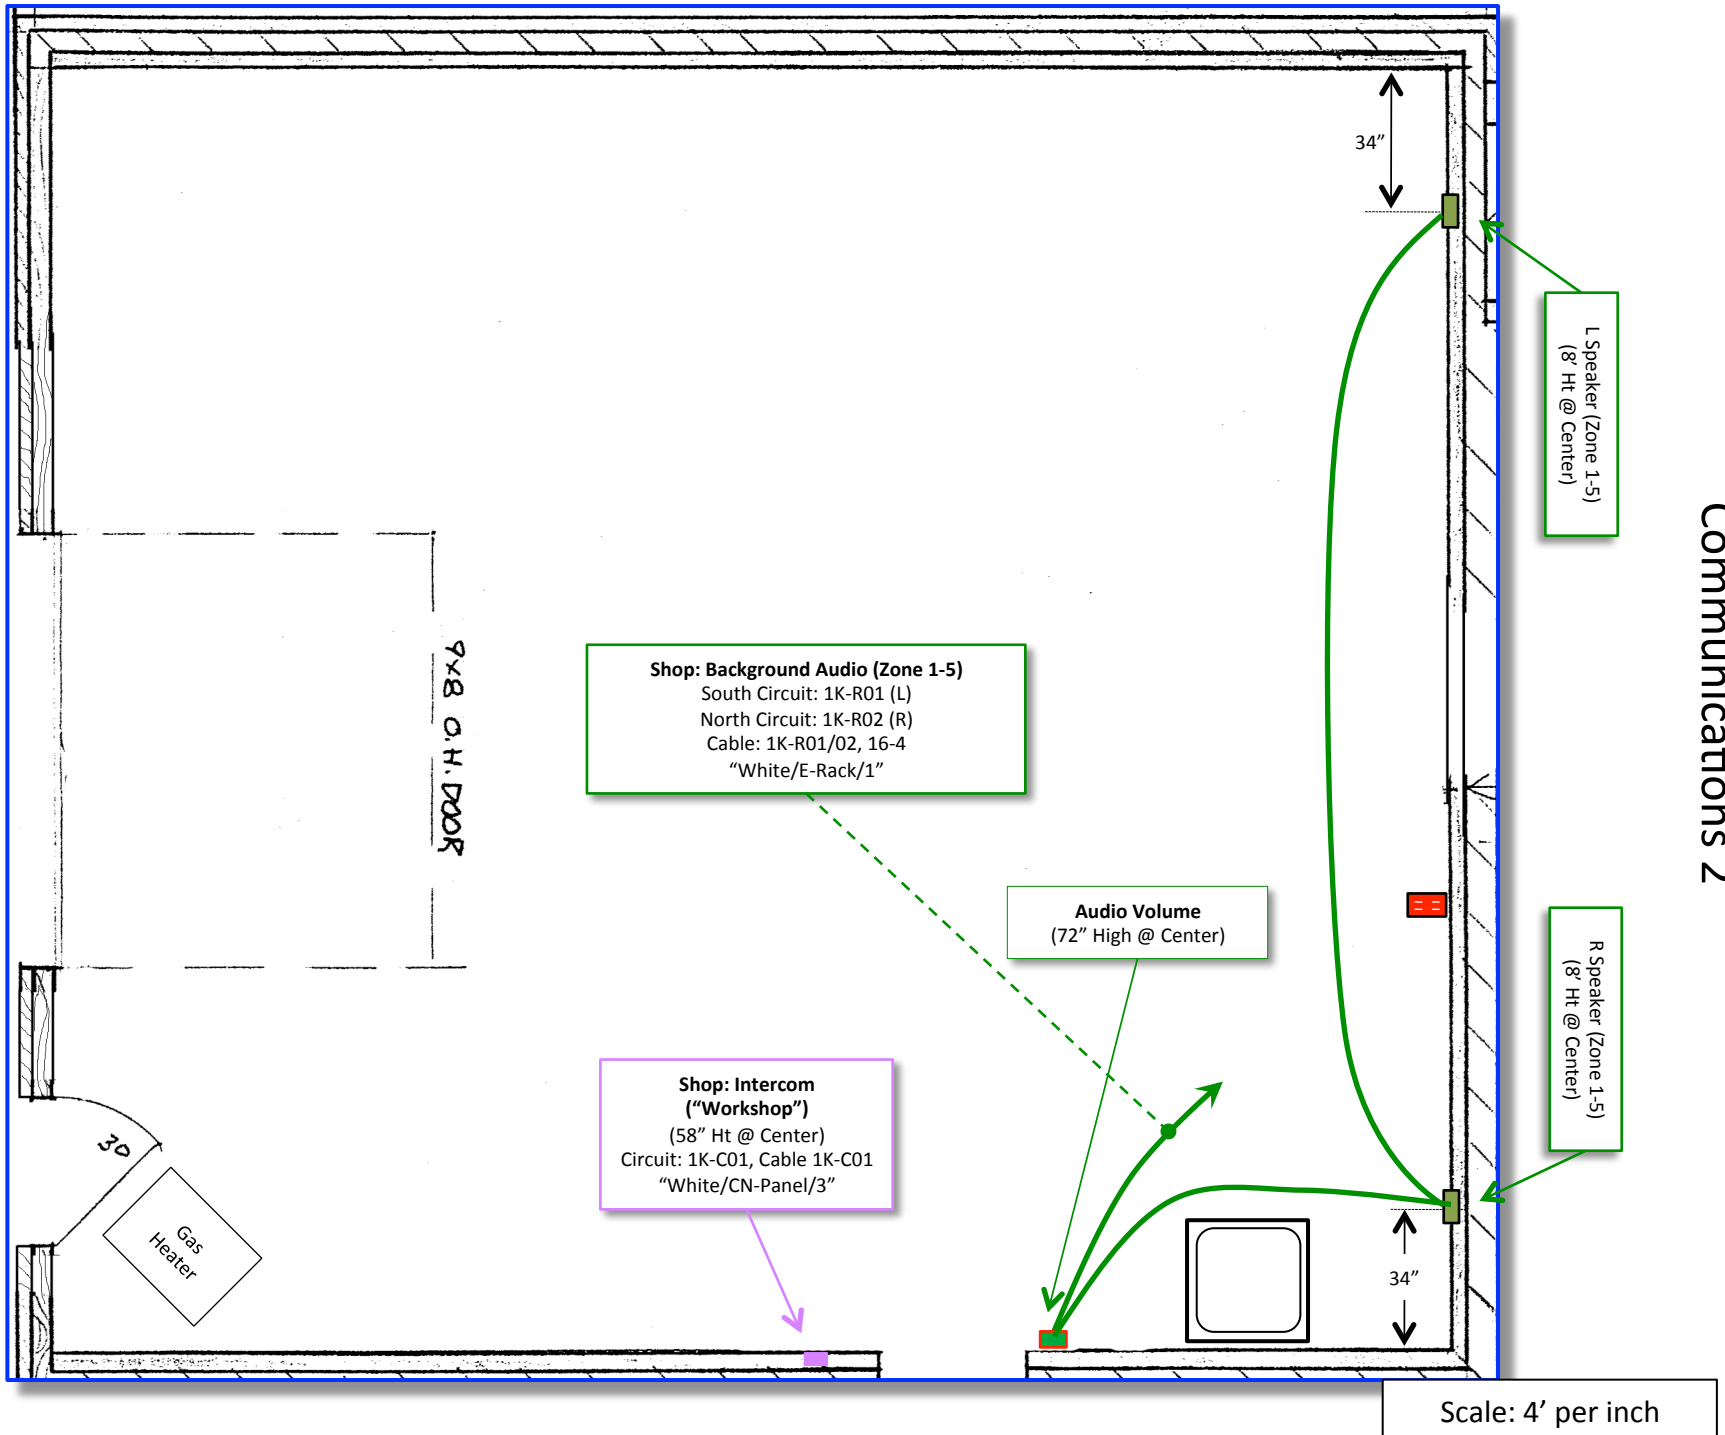 34”
L Speaker (Zone 1-5)
(8’ Ht @ Center)
Communications 2
9x8 O.H. DOOR
Shop: Background Audio (Zone 1-5)
South Circuit: 1K-R01 (L)
North Circuit: 1K-R02 (R)
Cable: 1K-R01/02, 16-4
“White/E-Rack/1”
Audio Volume
(72” High @ Center)
R Speaker (Zone 1-5)
(8’ Ht @ Center)
Shop: Intercom
(“Workshop”)
(58” Ht @ Center)
Circuit: 1K-C01, Cable 1K-C01
“White/CN-Panel/3”
30
Gas
Heater
34”
Scale: 4’ per inch